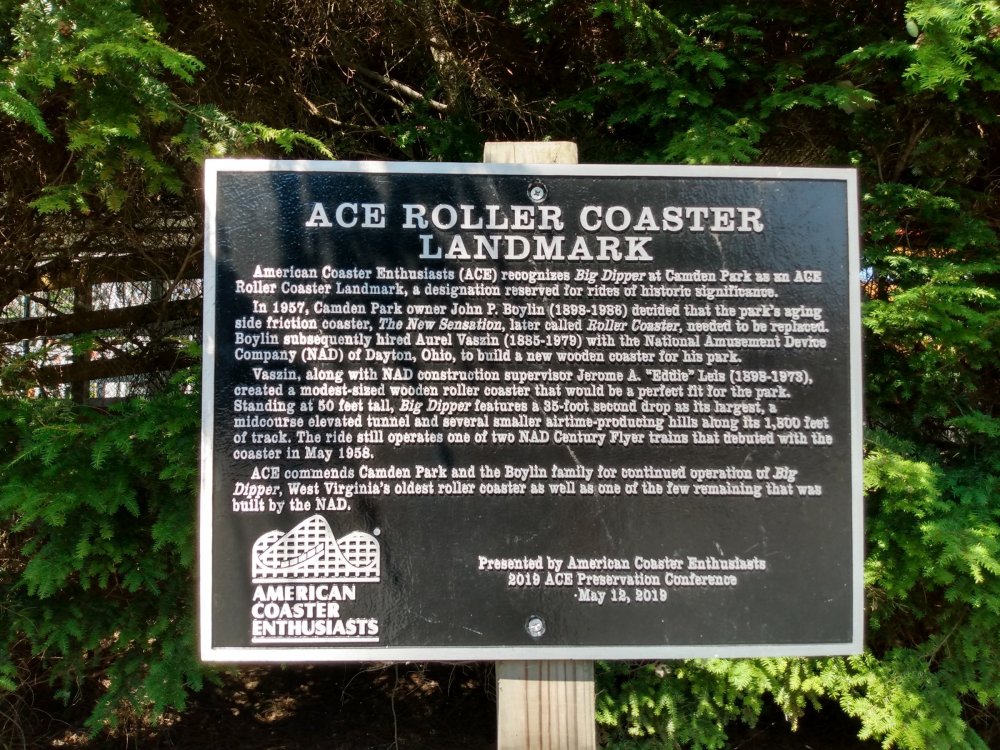 ACE ROLLER COASTER
LANDMARK
American Coaster Enthusiasts (ACE) recognizes Big Dipper at Camden Park as an ACE
Roller Coaster Landmark, a designation reserved for rides of historic significance.
In 1957, Camden Park owner John P. Boylin (1898-1988) decided that the park's aging
side friction coaster, The New Sensation, later called Roller Coaster, needed to be replaced.
Boylin subsequently hired Aurel Vaszin (1885-1979) with the National Amusement Device
Company (NAD) of Dayton, Ohio, to build a new wooden coaster for his park.
Vaszin, along with NAD construction supervisor Jerome A. "Eddie" Leis (1898-1973),
created a modest-sized wooden roller coaster that would be a perfect fit for the park.
Standing at 50 feet tall, Big Dipper features a 35-foot second drop as its largest, a
midcourse elevated tunnel and several smaller airtime-producing hills along its 1,800 feet
of track. The ride still operates one of two NAD Century Flyer trains that debuted with the
coaster in May 1958.
ACE commends Camden Park and the Boylin family for continued operation of Big
Dipper, West Virginia's oldest roller coaster as well as one of the few remaining that was
built by the NAD.
AMERICAN
COASTER
ENTHUSIASTS
Presented by American Coaster Enthusiasts
2019 ACE Preservation Conference
May 12, 2019